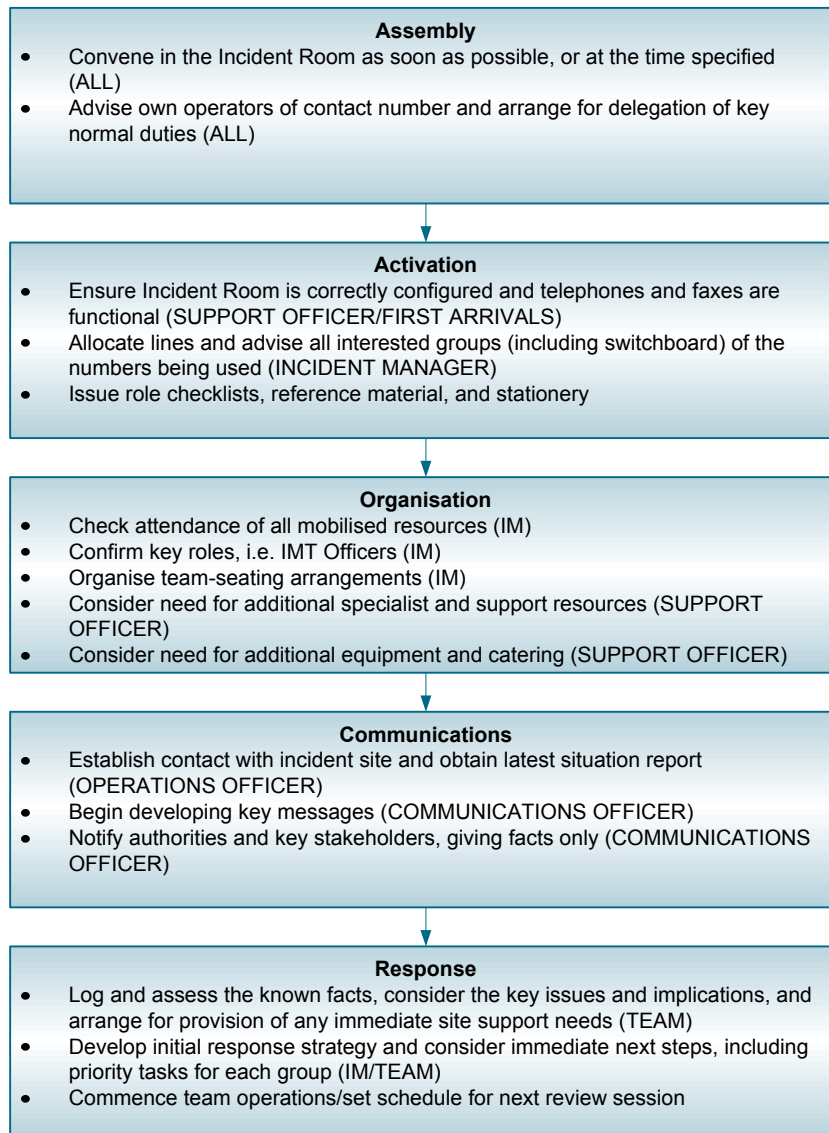 Assembly
• Convene in the Incident Room as soon as possible, or at the time specified
(ALL)
• Advise own operators of contact number and arrange for delegation of key
normal duties (ALL)
Activation
• Ensure Incident Room is correctly configured and telephones and faxes are
functional (SUPPORT OFFICER/FIRST ARRIVALS)
• Allocate lines and advise all interested groups (including switchboard) of the
numbers being used (INCIDENT MANAGER)
• Issue role checklists, reference material, and stationery
Organisation
• Check attendance of all mobilised resources (IM)
• Confirm key roles, i.e. IMT Officers (IM)
• Organise team-seating arrangements (IM)
• Consider need for additional specialist and support resources (SUPPORT
OFFICER)
• Consider need for additional equipment and catering (SUPPORT OFFICER)
Communications
• Establish contact with incident site and obtain latest situation report
(OPERATIONS OFFICER)
• Begin developing key messages (COMMUNICATIONS OFFICER)
• Notify authorities and key stakeholders, giving facts only (COMMUNICATIONS
OFFICER)
Response
• Log and assess the known facts, consider the key issues and implications, and
arrange for provision of any immediate site support needs (TEAM)
• Develop initial response strategy and consider immediate next steps, including
priority tasks for each group (IM/TEAM)
• Commence team operations/set schedule for next review session